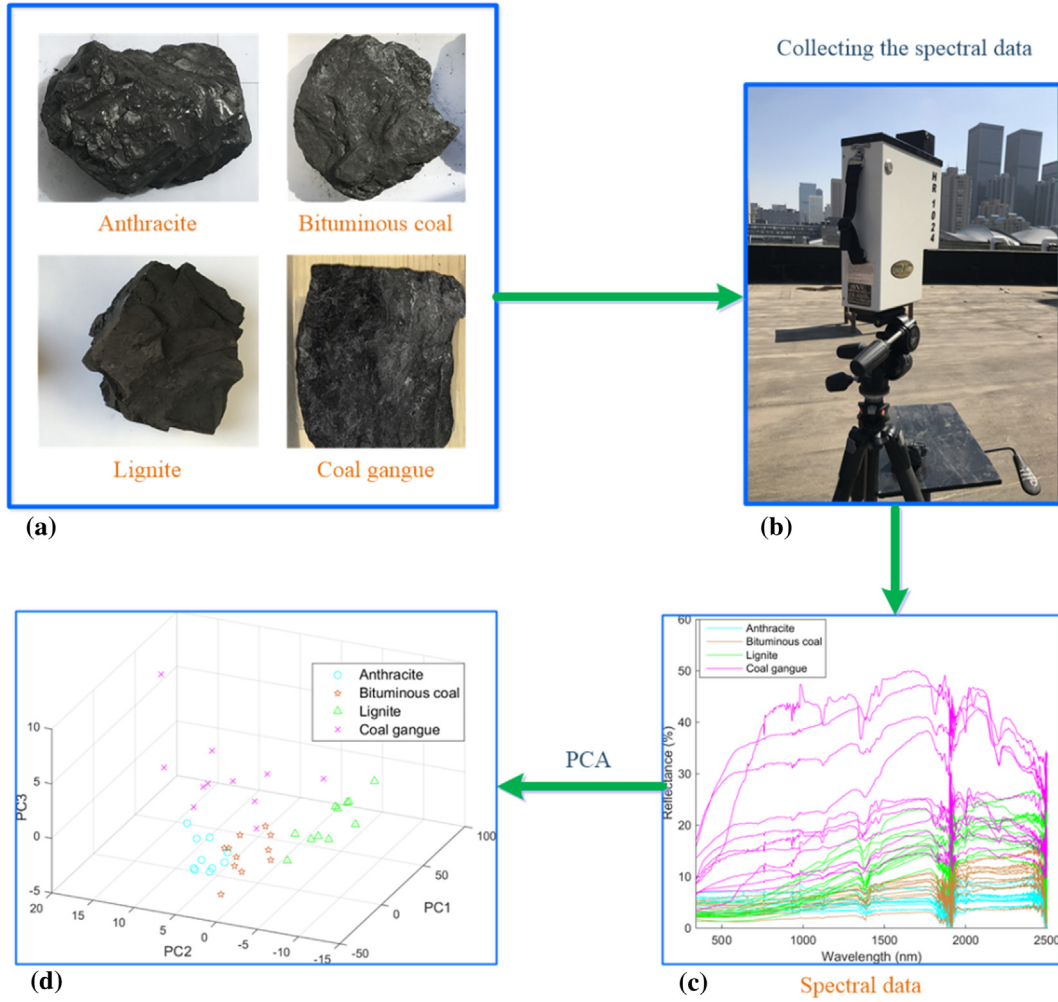 Anthracite
Bituminous coal
Lignite
Coal gangue
(a)
Collecting the spectral data
HR 1024
(b)
PCA
60
50
40
30
20
10
0
Reflectance (%)
Anthracite
Bituminous coal
Lignite
Coal gangue
500
1000
1500
2000
2500
Wavelength (nm)
(c)
Spectral data
10
5
0
-5
PC3
Anthracite
Bituminous coal
Lignite
Coal gangue
20
15
10
5
0
-5
-10
-15
PC2
-50
0
50
100
PC1
(d)